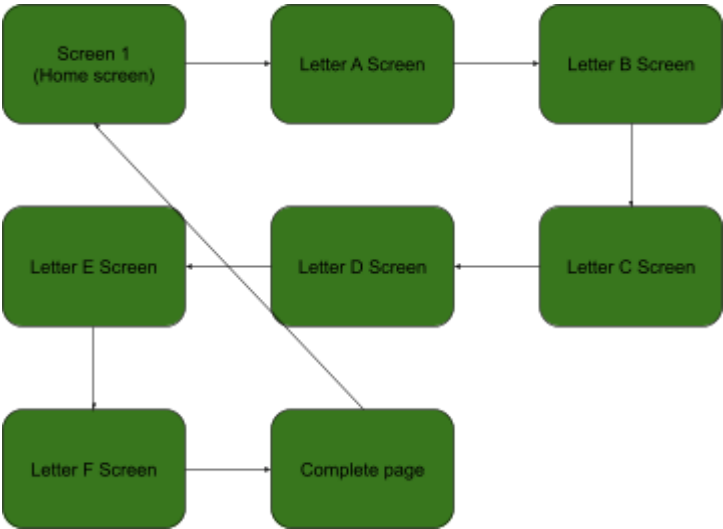 Screen 1
(Home screen)
Letter A Screen
Letter B Screen
Letter E Screen
Letter D Screen
Letter C Screen
Letter F Screen
Complete page